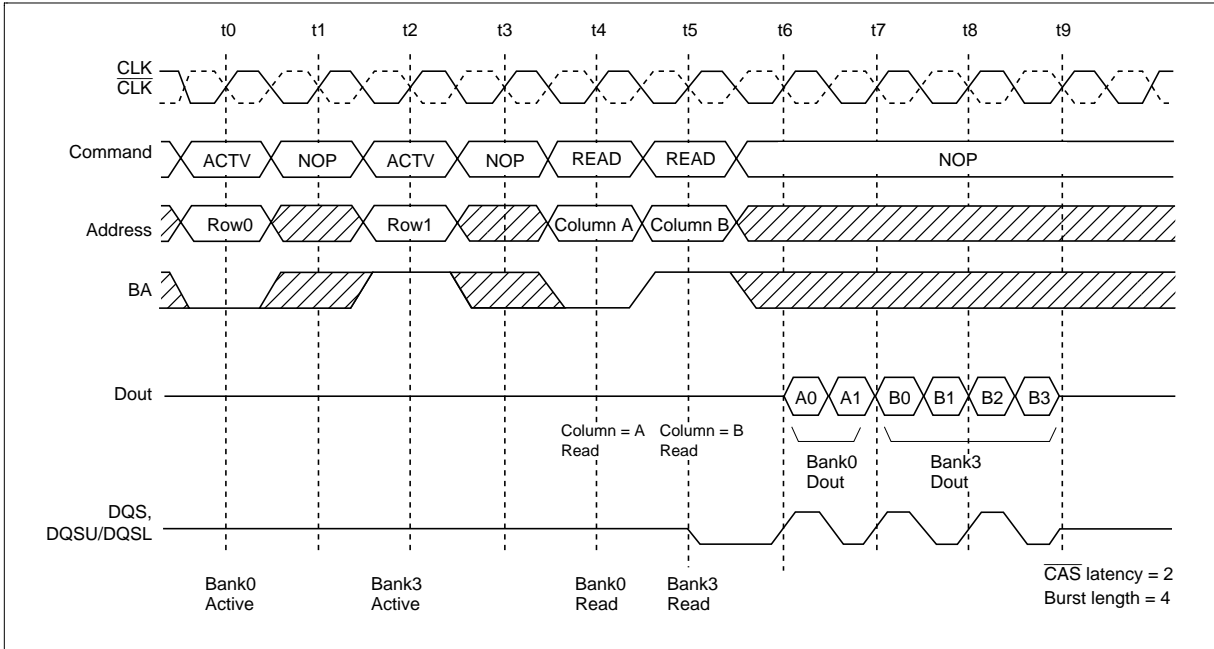 t0 t1 t2 t3 t4 t5 t6 t7 t8 t9
CLK
CLK
Command ACTV NOP ACTV NOP READ READ NOP
Address Row0 Row1 Column A Column B
BA
Dout A0 A1 B0 B1 B2 B3
Column = A Column = B
Read Read
Bank0 Bank3
Dout Dout
DQS,
DQSU/DQSL
Bank0 Bank3 Bank0 Bank3
Active Active Read Read
CAS latency = 2
Burst length = 4